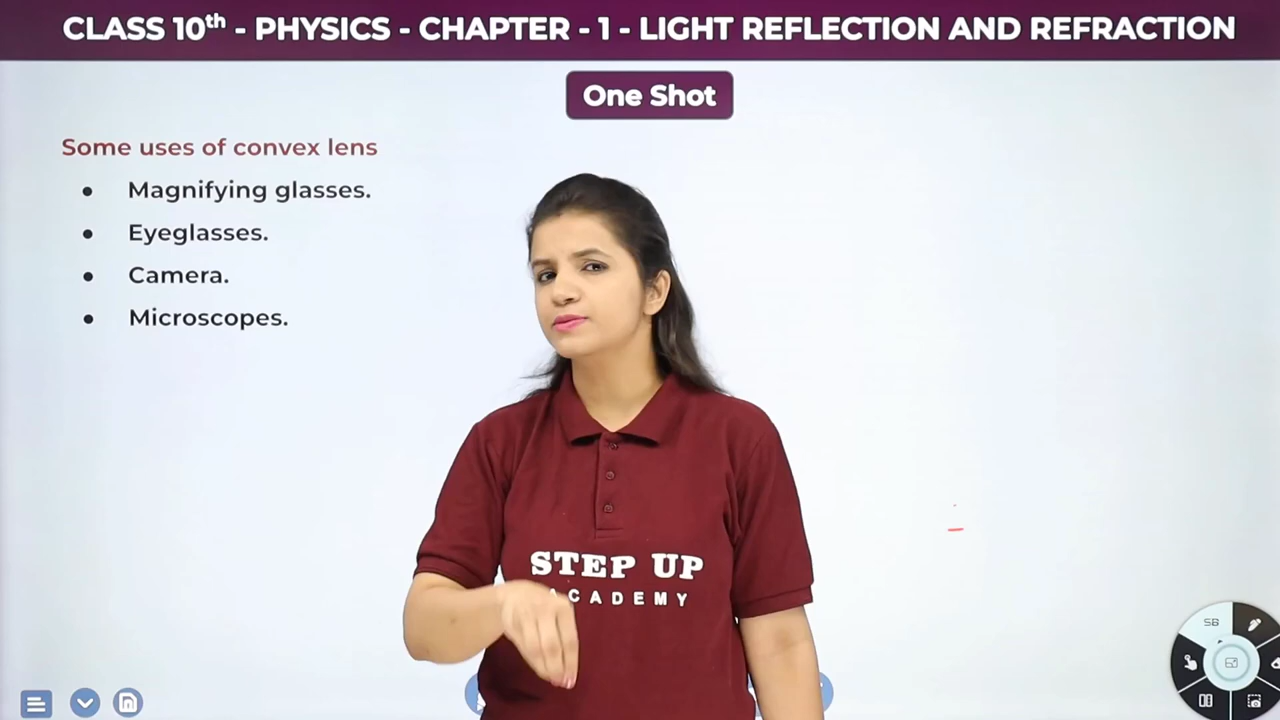 CLASS 10th - PHYSICS - CHAPTER - 1 - LIGHT REFLECTION AND REFRACTION
One Shot
Some uses of convex lens
● Magnifying glasses.
● Eyeglasses.
● Camera.
● Microscopes.
STEP UP
ACADEMY
SB